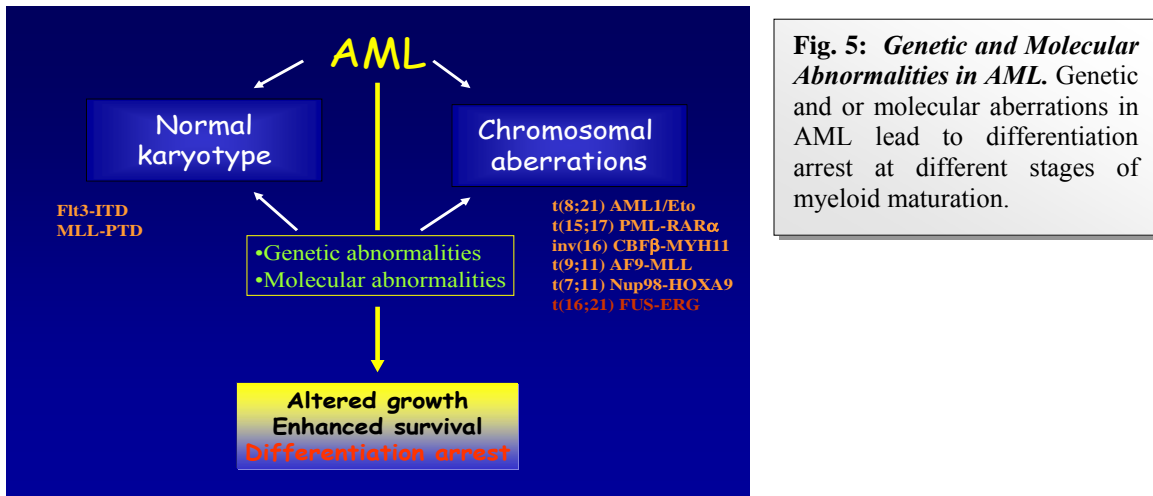 AML
Normal
karyotype
Chromosomal
aberrations
Flt3-ITD
MLL-PTD
•Genetic abnormalities
•Molecular abnormalities
t(8;21) AML1/Eto
t(15;17) PML-RARα
inv(16) CBFβ-MYH11
t(9;11) AF9-MLL
t(7;11) Nup98-HOXA9
t(16;21) FUS-ERG
Altered growth
Enhanced survival
Differentiation arrest
Fig. 5: Genetic and Molecular
Abnormalities in AML. Genetic
and or molecular aberrations in
AML lead to differentiation
arrest at different stages of
myeloid maturation.